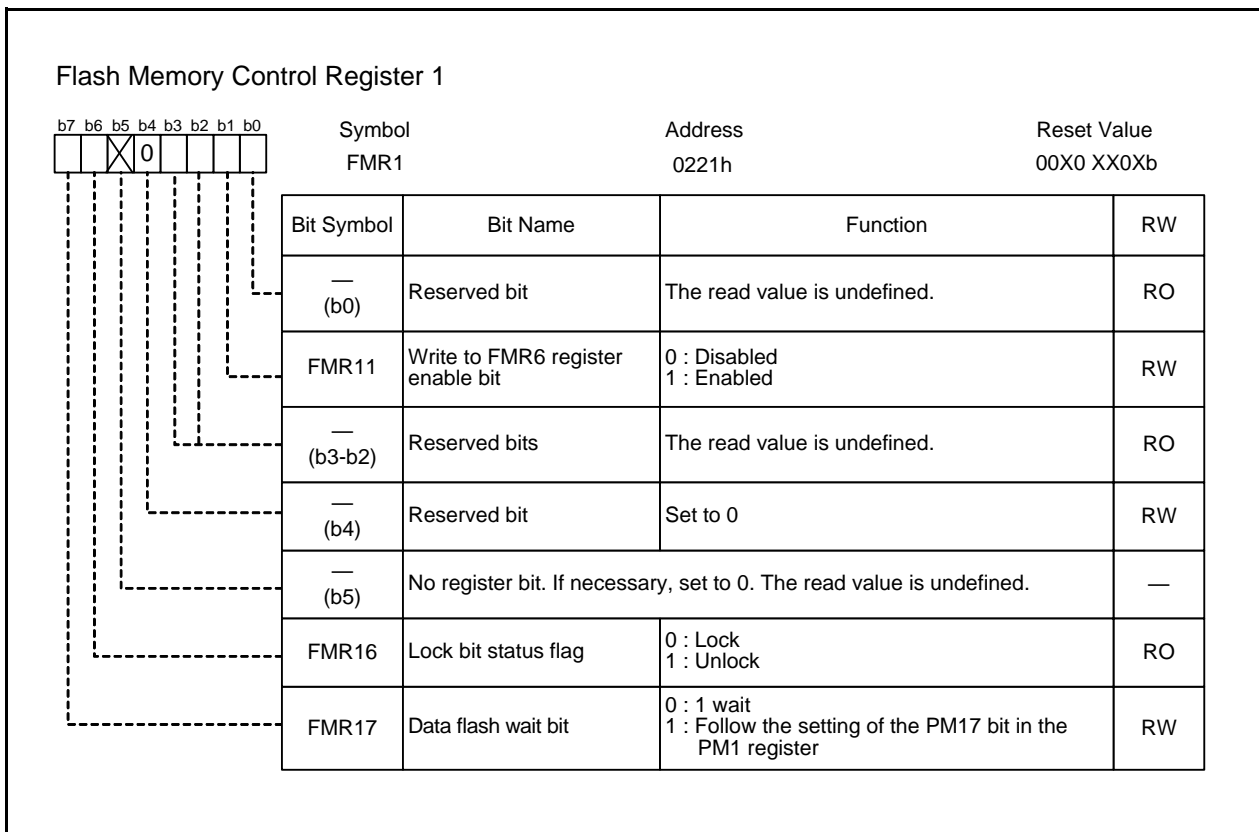 Flash Memory Control Register 1
b7 b6 b5 b4 b3 b2 b1 b0
0
Symbol Address Reset Value
FMR1 0221h 00X0 XX0Xb
Bit Symbol Bit Name Function RW
—
(b0) Reserved bit The read value is undefined. RO
FMR11 Write to FMR6 register
enable bit 0 : Disabled
1 : Enabled RW
—
(b3-b2) Reserved bits The read value is undefined. RO
—
(b4) Reserved bit Set to 0 RW
—
(b5) No register bit. If necessary, set to 0. The read value is undefined. —
FMR16 Lock bit status flag 0 : Lock
1 : Unlock RO
FMR17 Data flash wait bit 0 : 1 wait
1 : Follow the setting of the PM17 bit in the
PM1 register RW